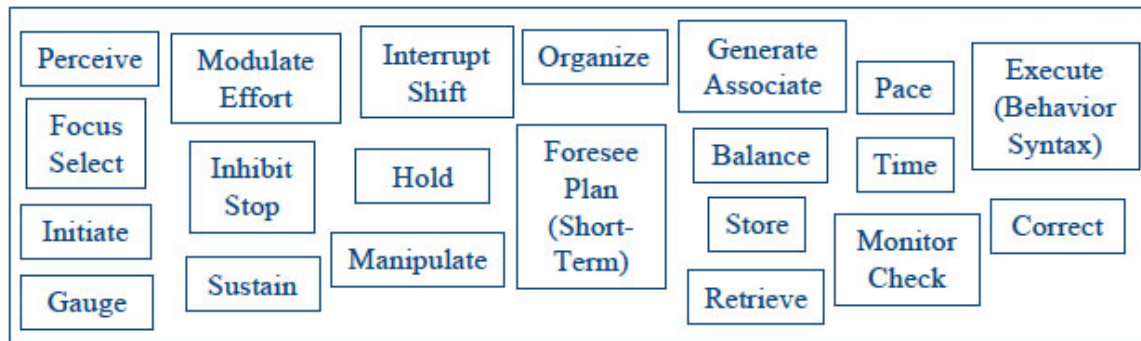 Perceive
Focus
Select
Initiate
Gauge
Modulate
Effort
Inhibit
Stop
Sustain
Interrupt
Shift
Hold
Manipulate
Organize
Foresee
Plan
(Short-
Term)
Generate
Associate
Balance
Store
Retrieve
Pace
Time
Monitor
Check
Execute
(Behavior
Syntax)
Correct